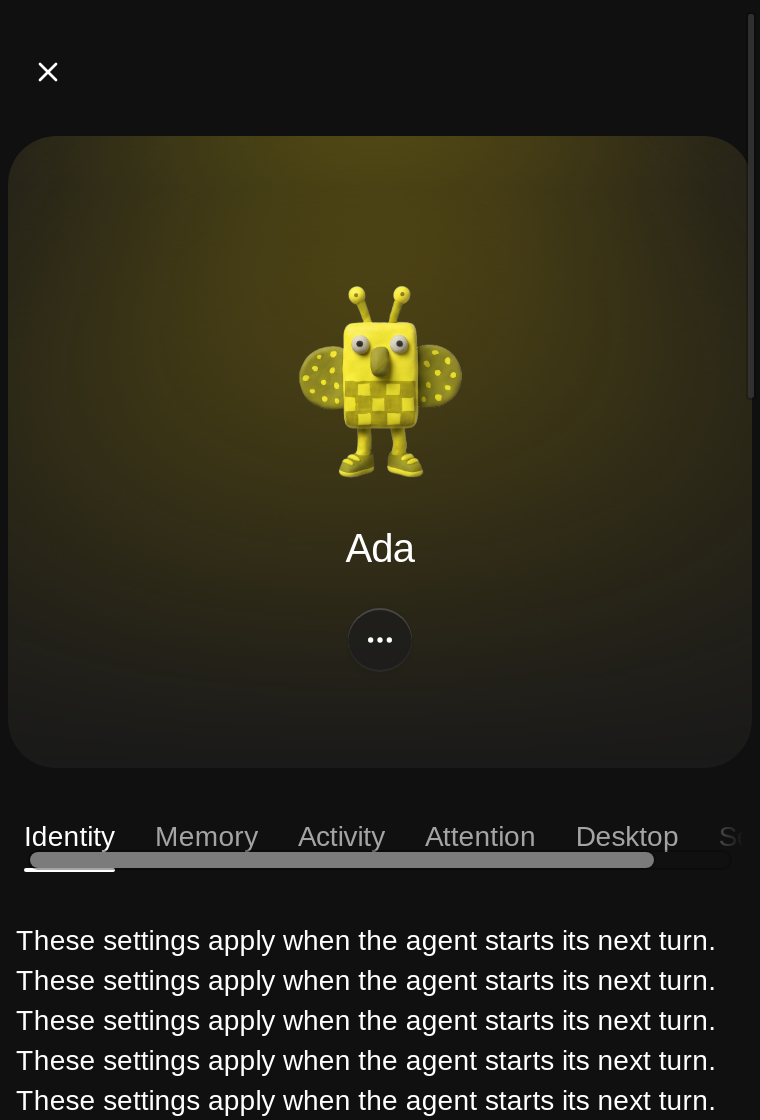 Ada
Identity Memory Activity Attention Desktop
These settings apply when the agent starts its next turn.
These settings apply when the agent starts its next turn.
These settings apply when the agent starts its next turn.
These settings apply when the agent starts its next turn.
These settings apply when the agent starts its next turn.